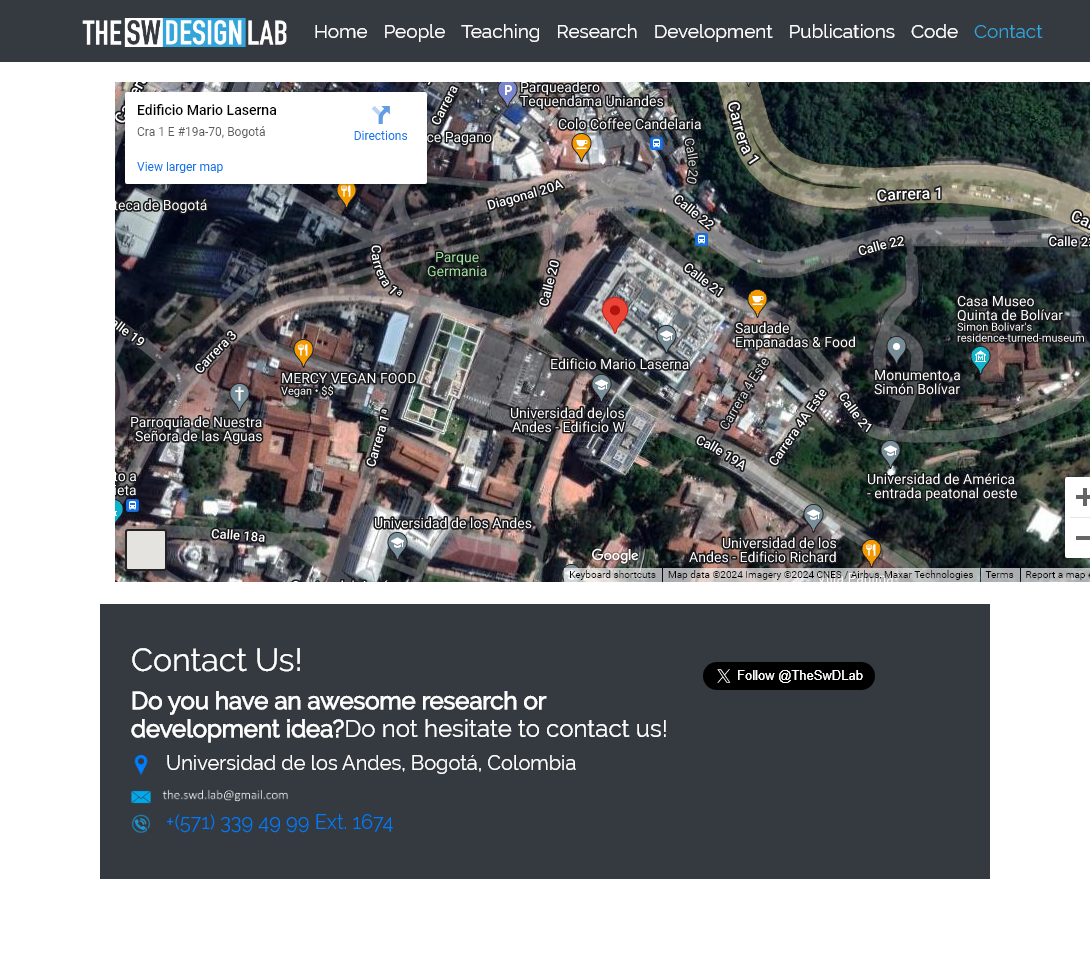 THE SW DESIGN LAB
Home People Teaching Research Development Publications Code Contact
Edificio Mario Laserna
Cra 1 E #19a-70, Bogotá
Directions
View larger map
Parqueadero
Tequendama Uniandes
Carrera
Colo Coffee Candelaria
ce Pagano
Calle 20
Carrera 1
Carrera 1
Diagonal 20A
Calle 22
teca de Bogotá
Calle 22
Parque
Germania
Carrera 1ª
Calle 20
Calle 21
Casa Museo
Quinta de Bolívar
Simon Bolivar's
residence-turned-museum
Saudade
Empanadas & Food
alle 19
Carrera 3
Edificio Mario Laserna
MERCY VEGAN FOOD
Vegan • $$
Monumento a
Simón Bolívar
Carrera 4 Este
Carrera 4A Este
Calle 21
Parroquia de Nuestra
Señora de las Aguas
Carrera 1ª
Universidad de los
Andes - Edificio W
Calle 19A
Universidad de América
- entrada peatonal oeste
to a
ieta
Calle 18a
Universidad de los Andes
Universidad de los
Andes - Edificio Richard
Google
Keyboard shortcuts Map data ©2024 Imagery ©2024 CNES / Airbus, Maxar Technologies Terms Report a map e
Contact Us!
Follow @TheSwDLab
Do you have an awesome research or
development idea?Do not hesitate to contact us!
Universidad de los Andes, Bogotá, Colombia
the.swd.lab@gmail.com
+(571) 339 49 99 Ext. 1674